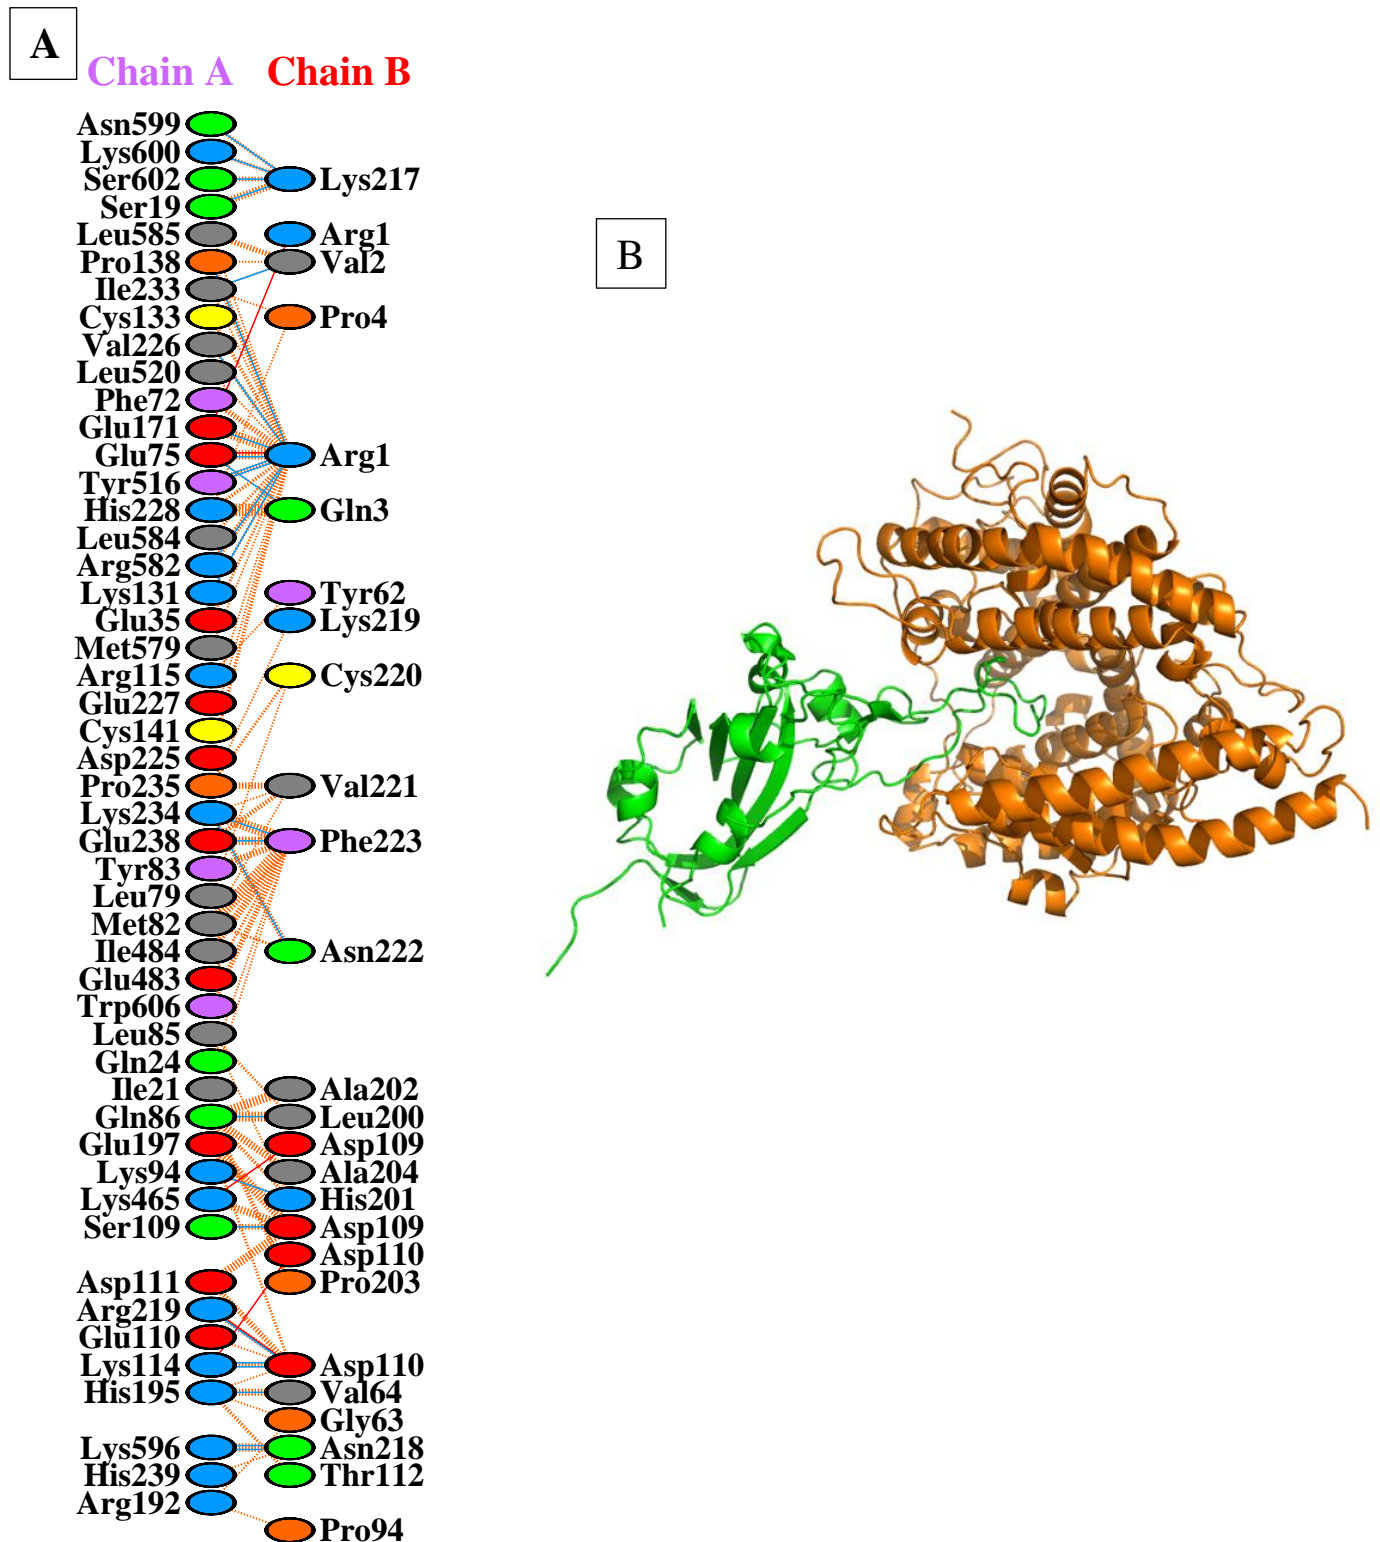 A
Chain A Chain B
Asn599
Lys600
Ser602 Lys217
Ser19
Leu585 Arg1
Pro138 Val2
Ile233
Cys133 Pro4
Val226
Leu520
Phe72
Glu171
Glu75 Arg1
Tyr516
His228 Gln3
Leu584
Arg582
Lys131 Tyr62
Glu35 Lys219
Met579
Arg115 Cys220
Glu227
Cys141
Asp225
Pro235 Val221
Lys234
Glu238 Phe223
Tyr83
Leu79
Met82
Ile484 Asn222
Glu483
Trp606
Leu85
Gln24
Ile21 Ala202
Gln86 Leu200
Glu197 Asp109
Lys94 Ala204
Lys465 His201
Ser109 Asp109
Asp110
Asp111 Pro203
Arg219
Glu110
Lys114 Asp110
His195 Val64
Gly63
Lys596 Asn218
His239 Thr112
Arg192
Pro94
B